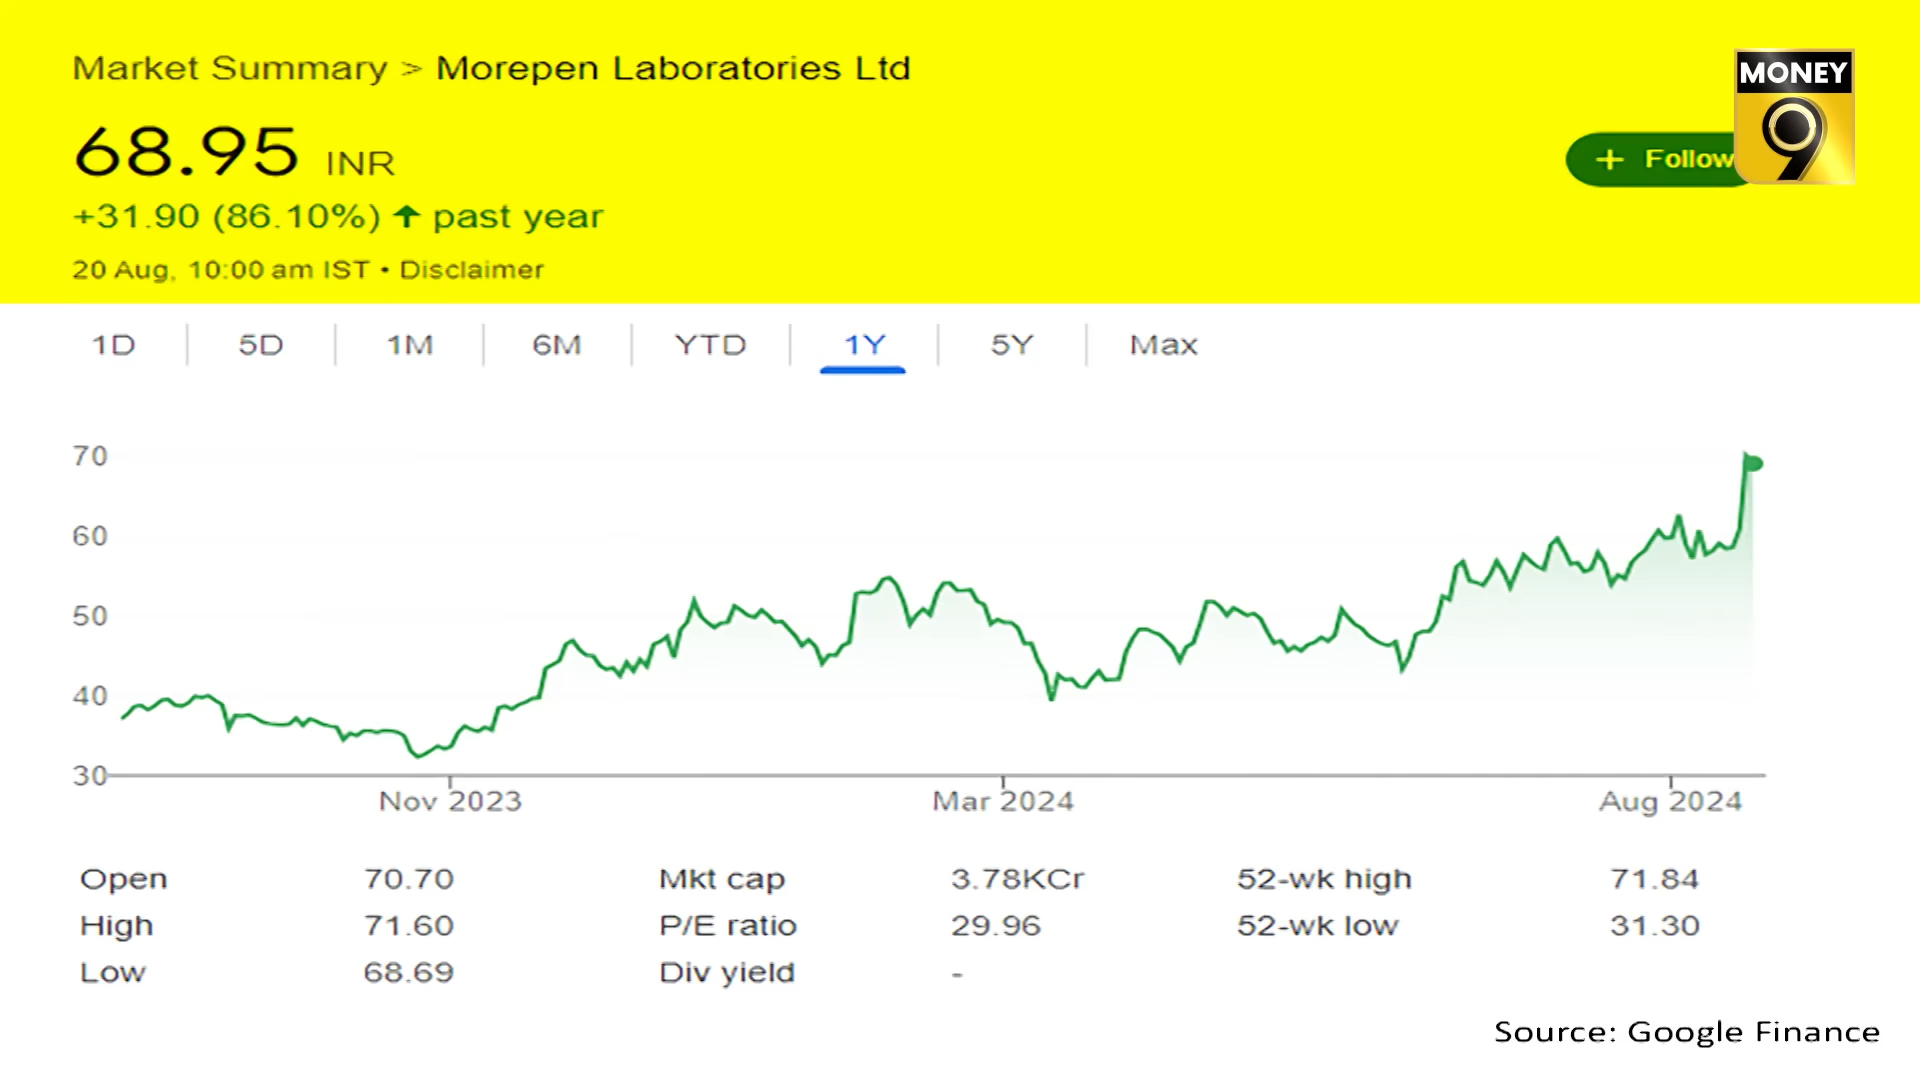 Market Summary > Morepen Laboratories Ltd
MONEY
9
68.95 INR
+ Follow
+31.90 (86.10%) ↑ past year
20 Aug, 10:00 am IST • Disclaimer
1D 5D 1M 6M YTD 1Y 5Y Max
70
60
50
40
30
Nov 2023 Mar 2024 Aug 2024
Open 70.70 Mkt cap 3.78KCr 52-wk high 71.84
High 71.60 P/E ratio 29.96 52-wk low 31.30
Low 68.69 Div yield -
Source: Google Finance